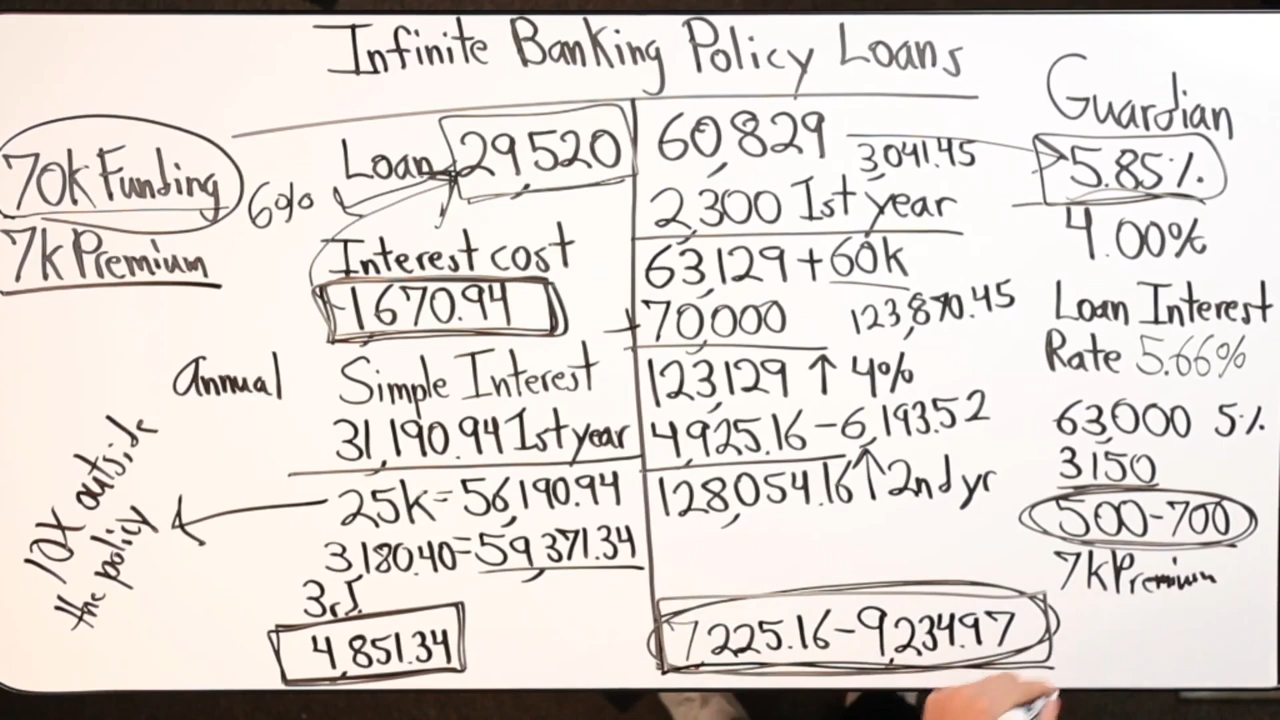 Infinite Banking Policy Loans
70k Funding
7k Premium
6%
Loan 29,520
Interest cost
1670.94
Annual Simple Interest
31,190.94 1st year
25k = 56,190.94
3,180.40 = 59,371.34
3rd
4,851.34
10k outside
the policy
60,829
3,041.45
2,300 1st year
63,129 + 60k
+70,000 123,870.45
123,129 ↑ 4%
4,925.16 - 6,193.52
128,054.16 ↑ 2nd yr
7,225.16 - 9,234.97
Guardian
5.85%
4.00%
Loan Interest
Rate 5.66%
63,000 5%
3150
500-700
7k Premium